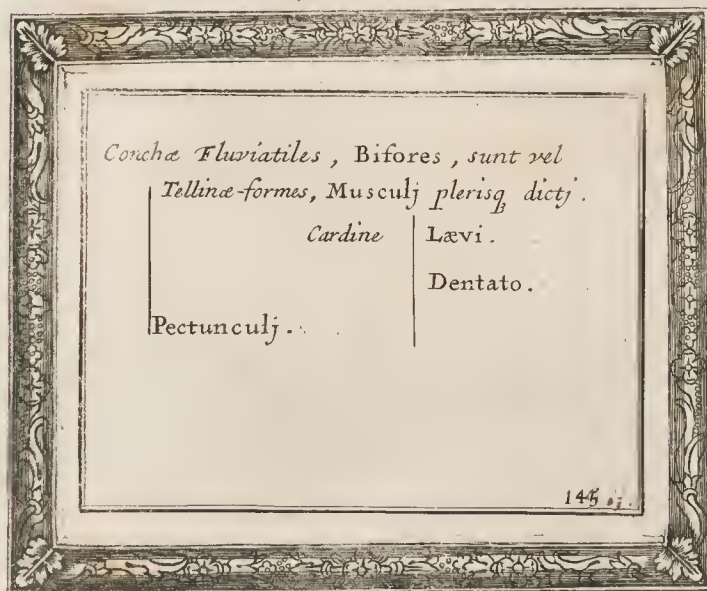 Conchæ Fluviatiles, Bifores, sunt vel
Tellinæ-formes, Musculj plerisq dictj.
Cardine Lævi.
Dentato.
Pectunculj.
145